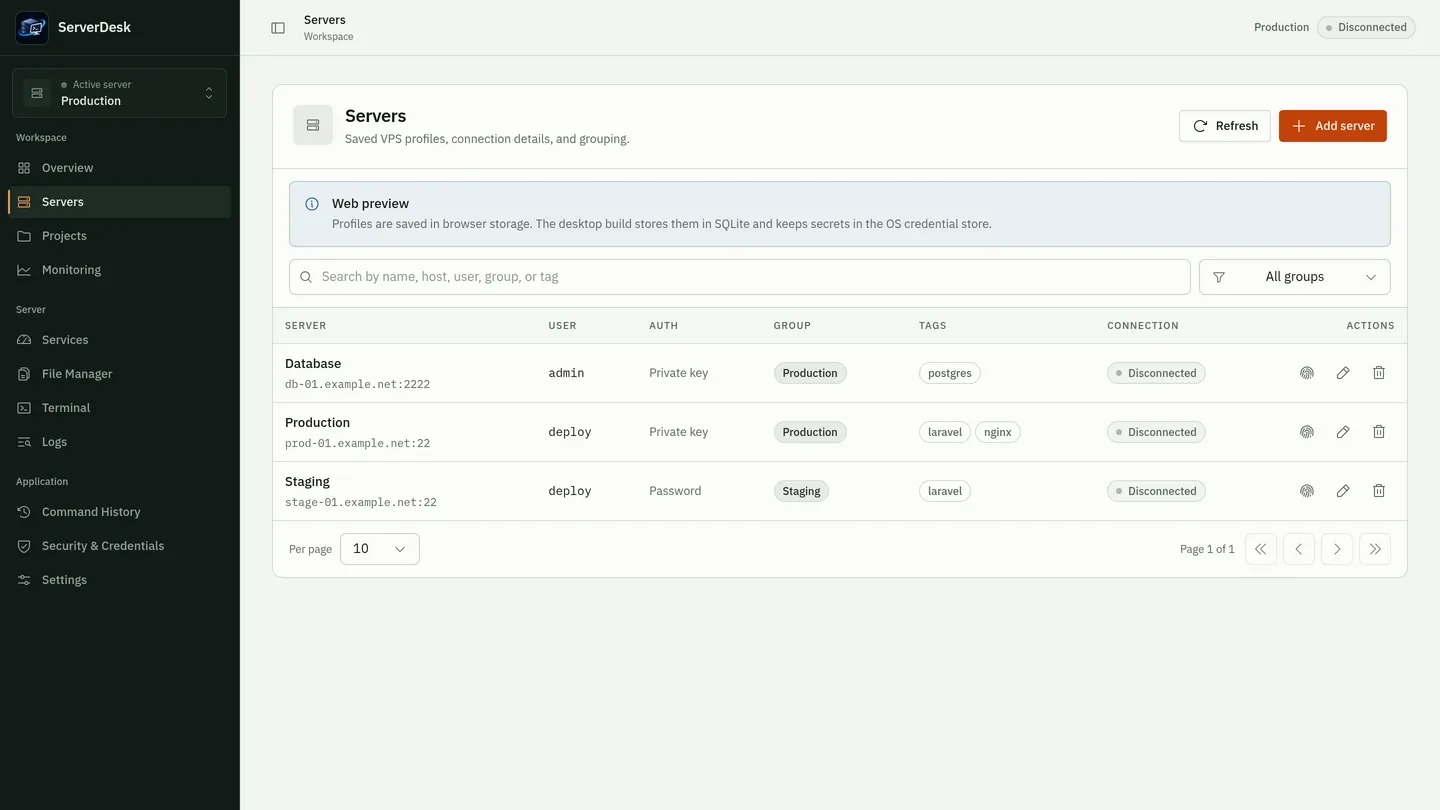 ServerDesk
Active server
Production
Workspace
Overview
Servers
Projects
Monitoring
Server
Services
File Manager
Terminal
Logs
Application
Command History
Security & Credentials
Settings
Servers
Workspace
Production
Disconnected
Servers
Saved VPS profiles, connection details, and grouping.
Refresh
Add server
Web preview
Profiles are saved in browser storage. The desktop build stores them in SQLite and keeps secrets in the OS credential store.
Search by name, host, user, group, or tag
All groups
SERVER USER AUTH GROUP TAGS CONNECTION ACTIONS
Database
db-01.example.net:2222
admin Private key Production postgres Disconnected
Production
prod-01.example.net:22
deploy Private key Production laravel nginx Disconnected
Staging
stage-01.example.net:22
deploy Password Staging laravel Disconnected
Per page 10
Page 1 of 1